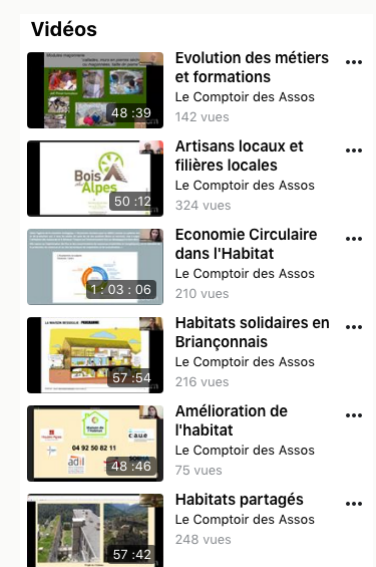 Vidéos
48 :39
Evolution des métiers
et formations
Le Comptoir des Assos
142 vues
Bois
des
Alpes
50 :12
Artisans locaux et
filières locales
Le Comptoir des Assos
324 vues
1 : 03 : 06
Economie Circulaire
dans l'Habitat
Le Comptoir des Assos
210 vues
57 :54
Habitats solidaires en
Briançonnais
Le Comptoir des Assos
216 vues
c a u e
04 92 50 82 11
adil
48 :46
Amélioration de
l'habitat
Le Comptoir des Assos
75 vues
57 :42
Habitats partagés
Le Comptoir des Assos
248 vues